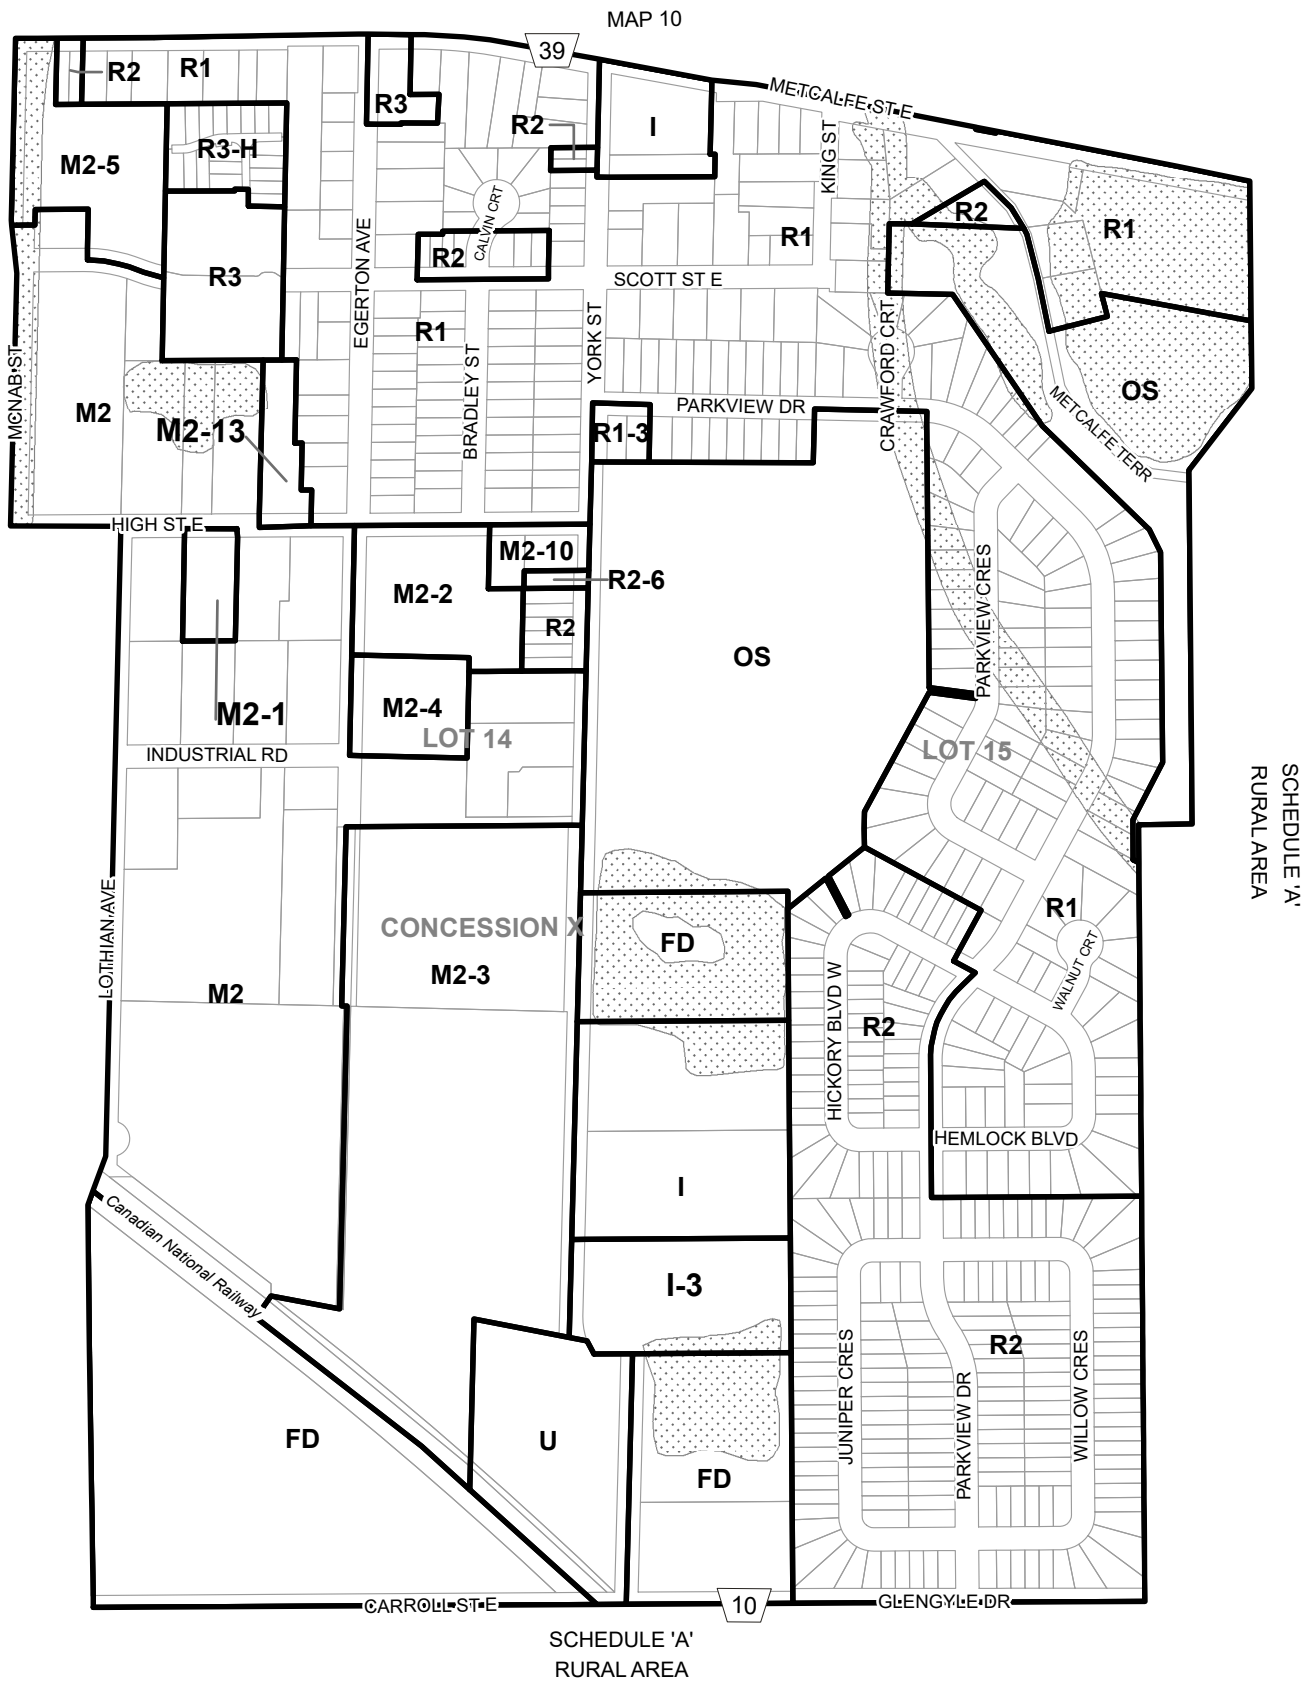 MAP 10
39
METCALFE ST E
R2
R1
R3
R2
I
KING ST
R3-H
M2-5
CALVIN CRT
R2
R1
R1
R2
EGERTON AVE
R3
SCOTT ST E
R1
BRADLEY ST
YORK ST
CRAWFORD CRT
MCNAB ST
M2
M2-13
PARKVIEW DR
R1-3
OS
METCALFE TERR
HIGH ST E
M2-10
R2-6
M2-2
R2
PARKVIEW CRES
OS
M2-1
M2-4
LOT 14
LOT 15
INDUSTRIAL RD
SCHEDULE 'A'
RURAL AREA
LOTHIAN AVE
CONCESSION X
FD
R1
M2-3
M2
WALNUT CRT
HICKORY BLVD W
R2
HEMLOCK BLVD
I
Canadian National Railway
I-3
R2
JUNIPER CRES
PARKVIEW DR
WILLOW CRES
FD
U
FD
CARROLL ST E
10
GLENGYLE DR
SCHEDULE 'A'
RURAL AREA